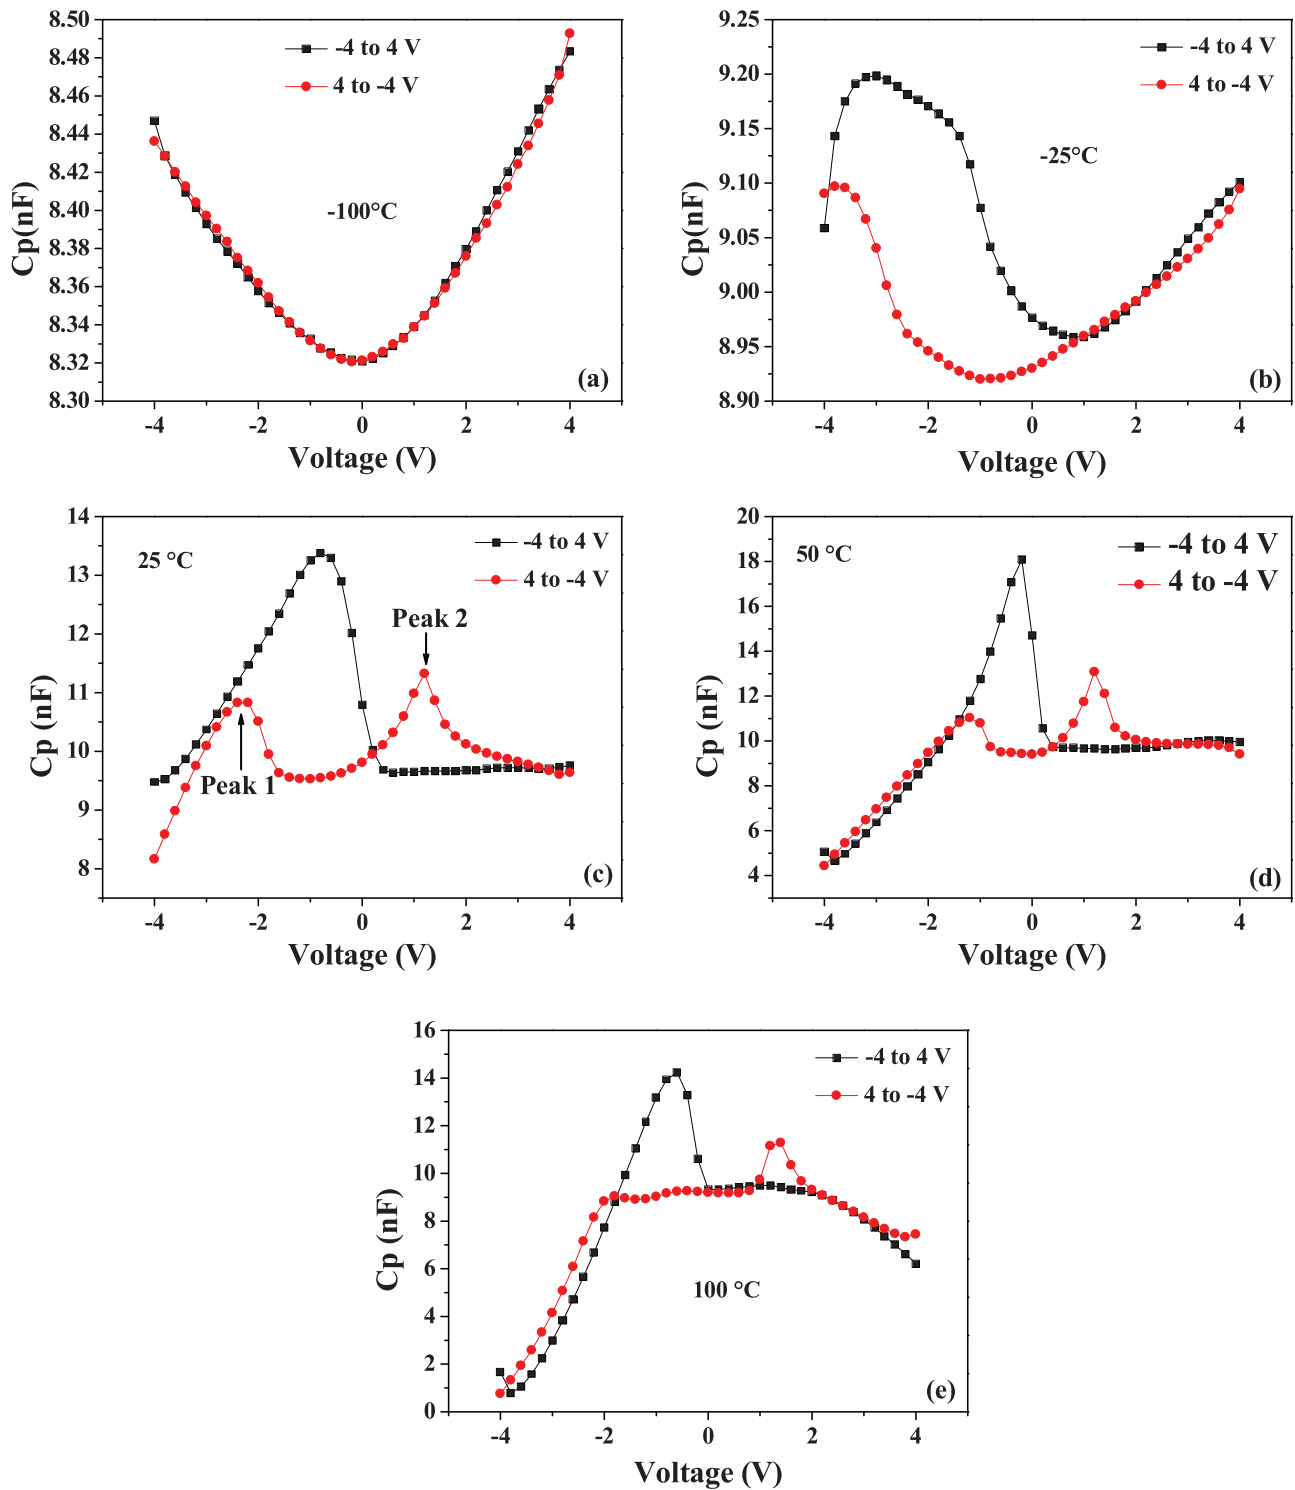 8.50
8.48
8.46
8.44
8.42
8.40
8.38
8.36
8.34
8.32
8.30
Cp(nF)
-4 to 4 V
4 to -4 V
-100°C
(a)
-4
-2
0
2
4
Voltage (V)
9.25
9.20
9.15
9.10
9.05
9.00
8.95
8.90
Cp(nF)
-4 to 4 V
4 to -4 V
-25°C
(b)
-4
-2
0
2
4
Voltage (V)
14
13
12
11
10
9
8
Cp (nF)
25 °C
-4 to 4 V
4 to -4 V
Peak 2
Peak 1
(c)
-4
-2
0
2
4
Voltage (V)
20
18
16
14
12
10
8
6
4
Cp (nF)
50 °C
-4 to 4 V
4 to -4 V
(d)
-4
-2
0
2
4
Voltage (V)
16
14
12
10
8
6
4
2
0
Cp (nF)
-4 to 4 V
4 to -4 V
100 °C
(e)
-4
-2
0
2
4
Voltage (V)